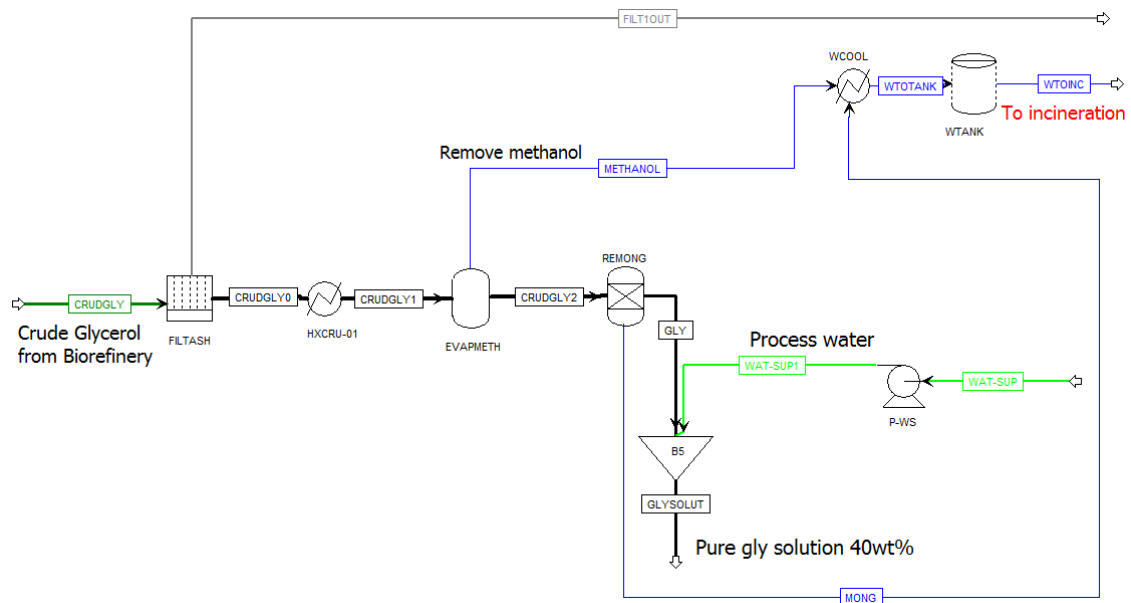 FILT1OUT
WCOOL
WTOTANK
WTOINC
To incineration
WTANK
Remove methanol
METHANOL
REMONG
CRUDGLY
CRUDGLY0
CRUDGLY1
CRUDGLY2
Crude Glycerol
from Biorefinery
FILTASH
HXCRU-01
EVAPMETH
GLY
Process water
WAT-SUP1
WAT-SUP
P-WS
B5
GLYSOLUT
Pure gly solution 40wt%
MONG